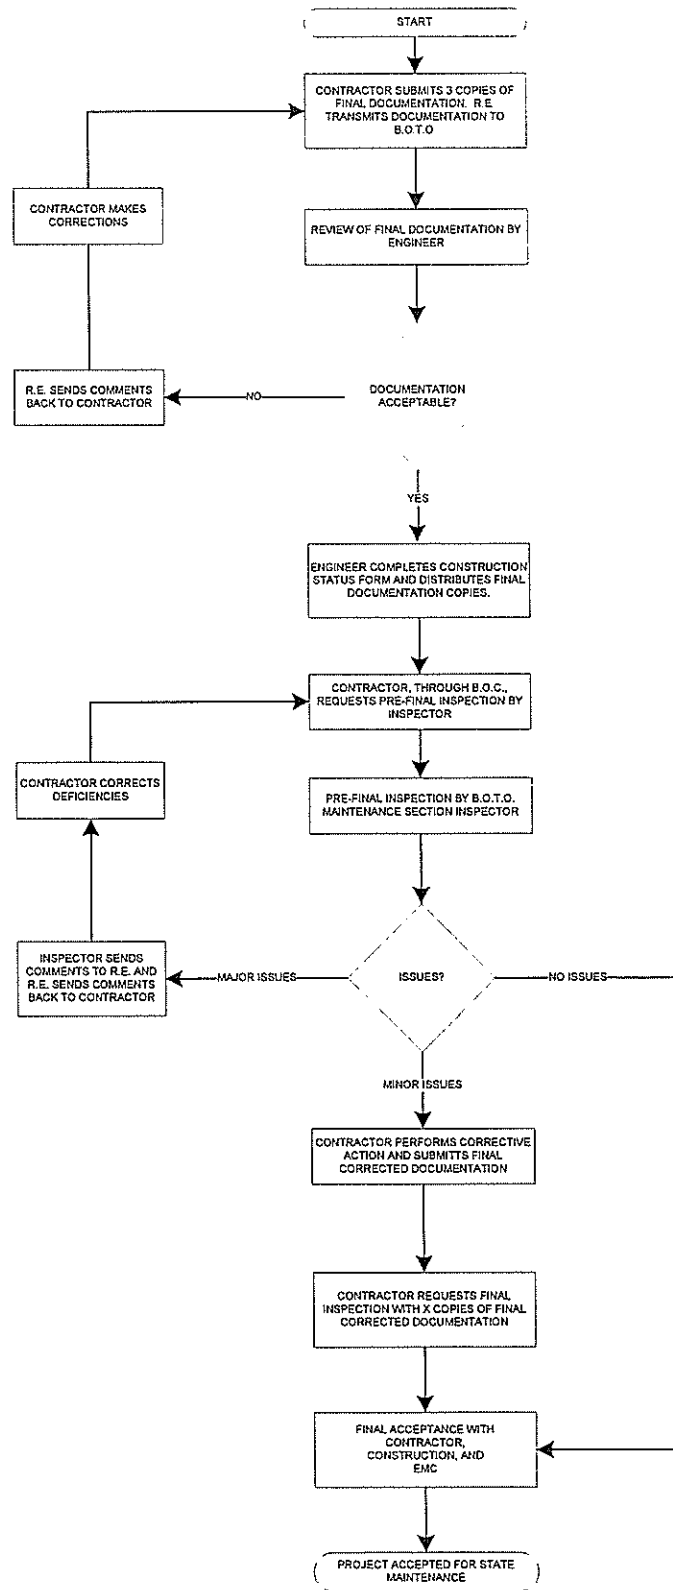 START
CONTRACTOR SUBMITS 3 COPIES OF
FINAL DOCUMENTATION. R.E.
TRANSMITS DOCUMENTATION TO
B.O.T.O
CONTRACTOR MAKES
CORRECTIONS
REVIEW OF FINAL DOCUMENTATION BY
ENGINEER
R.E. SENDS COMMENTS
BACK TO CONTRACTOR
NO
DOCUMENTATION
ACCEPTABLE?
YES
ENGINEER COMPLETES CONSTRUCTION
STATUS FORM AND DISTRIBUTES FINAL
DOCUMENTATION COPIES.
CONTRACTOR, THROUGH B.O.C.,
REQUESTS PRE-FINAL INSPECTION BY
INSPECTOR
CONTRACTOR CORRECTS
DEFICIENCIES
PRE-FINAL INSPECTION BY B.O.T.O.
MAINTENANCE SECTION INSPECTOR
INSPECTOR SENDS
COMMENTS TO R.E. AND
R.E. SENDS COMMENTS
BACK TO CONTRACTOR
MAJOR ISSUES
ISSUES?
NO ISSUES
MINOR ISSUES
CONTRACTOR PERFORMS CORRECTIVE
ACTION AND SUBMITTS FINAL
CORRECTED DOCUMENTATION
CONTRACTOR REQUESTS FINAL
INSPECTION WITH X COPIES OF FINAL
CORRECTED DOCUMENTATION
FINAL ACCEPTANCE WITH
CONTRACTOR,
CONSTRUCTION, AND
EMC
PROJECT ACCEPTED FOR STATE
MAINTENANCE